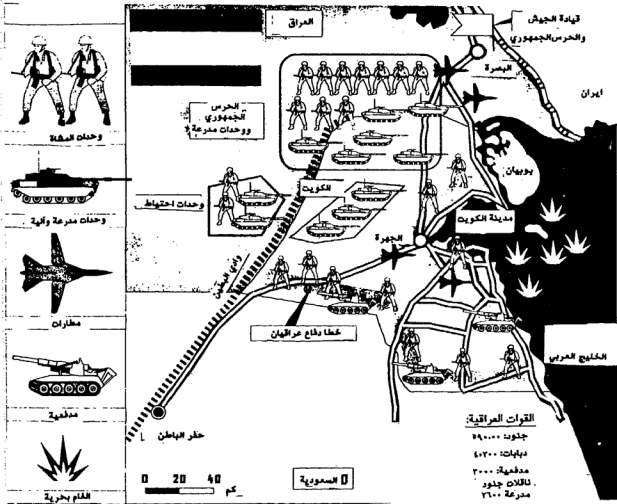 العراق
قيادة الجيش
والحرس الجمهوري
البصرة
ايران
الحرس
الجمهوري
ووحدات مدرعة
وحدات المشاة
بوبيان
الكويت
وحدات احتياط
مدينة الكويت
وحدات مدرعة وآلية
الجهرة
وادي الباطن
مطارات
خطا دفاع عراقيان
الخليج العربي
مدفعية
حفر الباطن
القوات العراقية:
جنود: ٥٩٠٠٠٠
دبابات: ٤٢٠٠
مدفعية: ٣٠٠٠
ناقلات جنود
مدرعة ٢٦٠٠
السعودية
0 20 40
كم
الغام بحرية